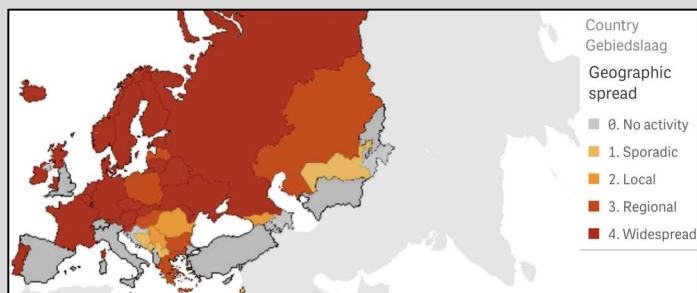 Country
Gebiedslaag
Geographic
spread
0. No activity
1. Sporadic
2. Local
3. Regional
4. Widespread